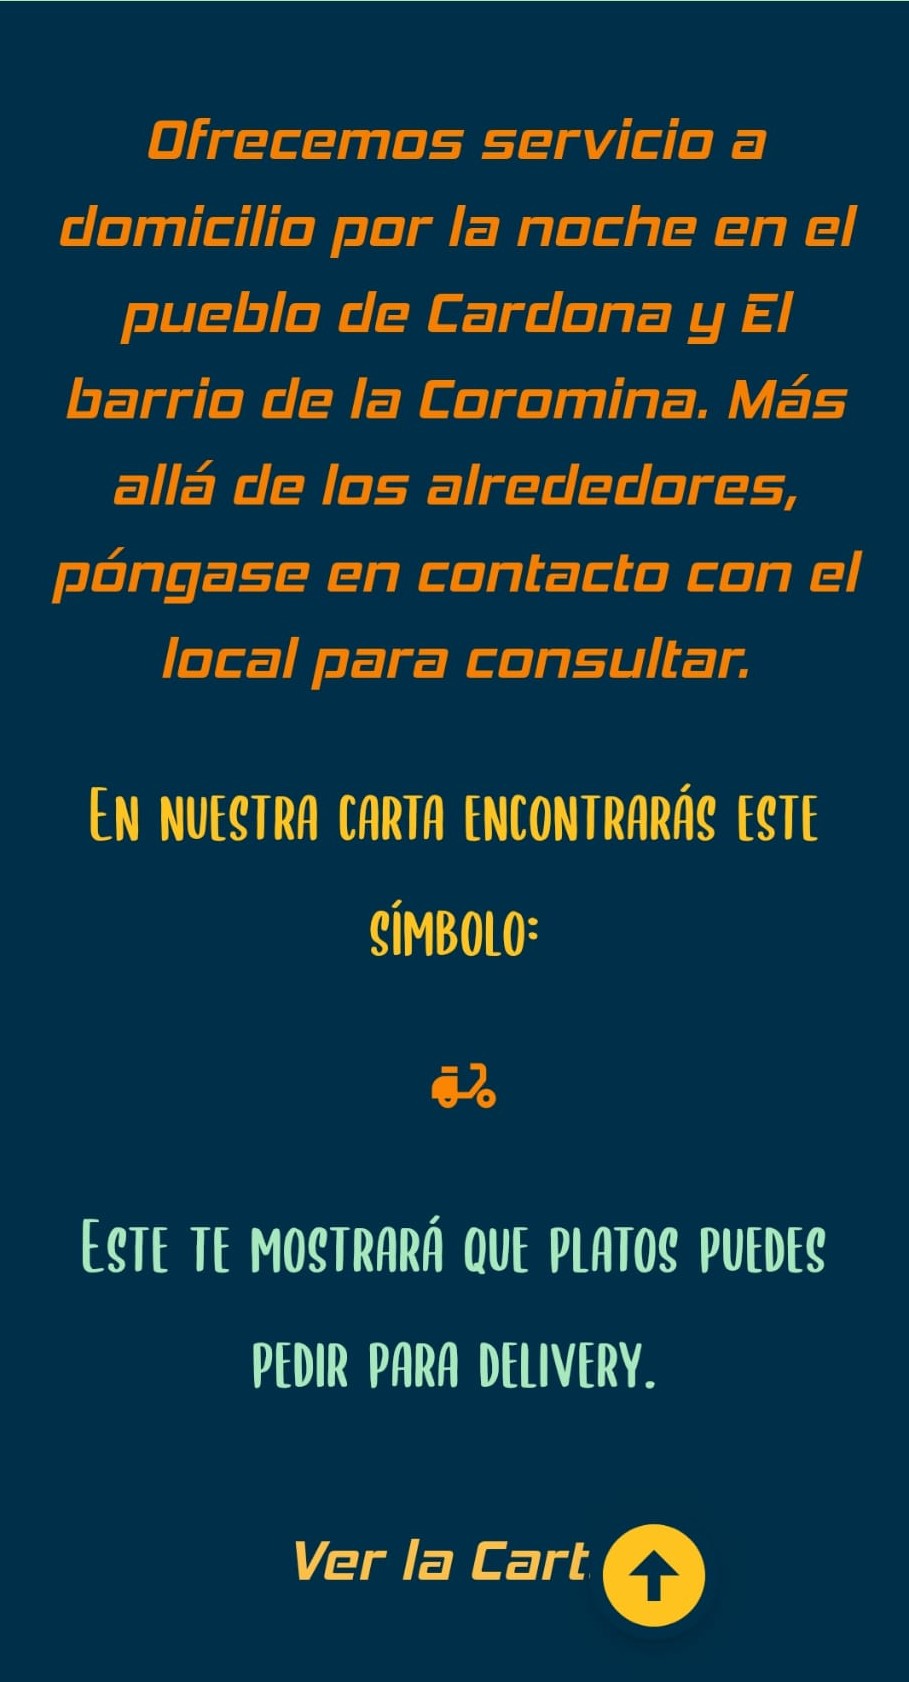 Ofrecemos servicio a
domicilio por la noche en el
pueblo de Cardona y El
barrio de la Coromina. Más
allá de los alrededores,
póngase en contacto con el
local para consultar.
En nuestra carta encontrarás este
símbolo:
Este te mostrará que platos puedes
pedir para delivery.
Ver la Cart